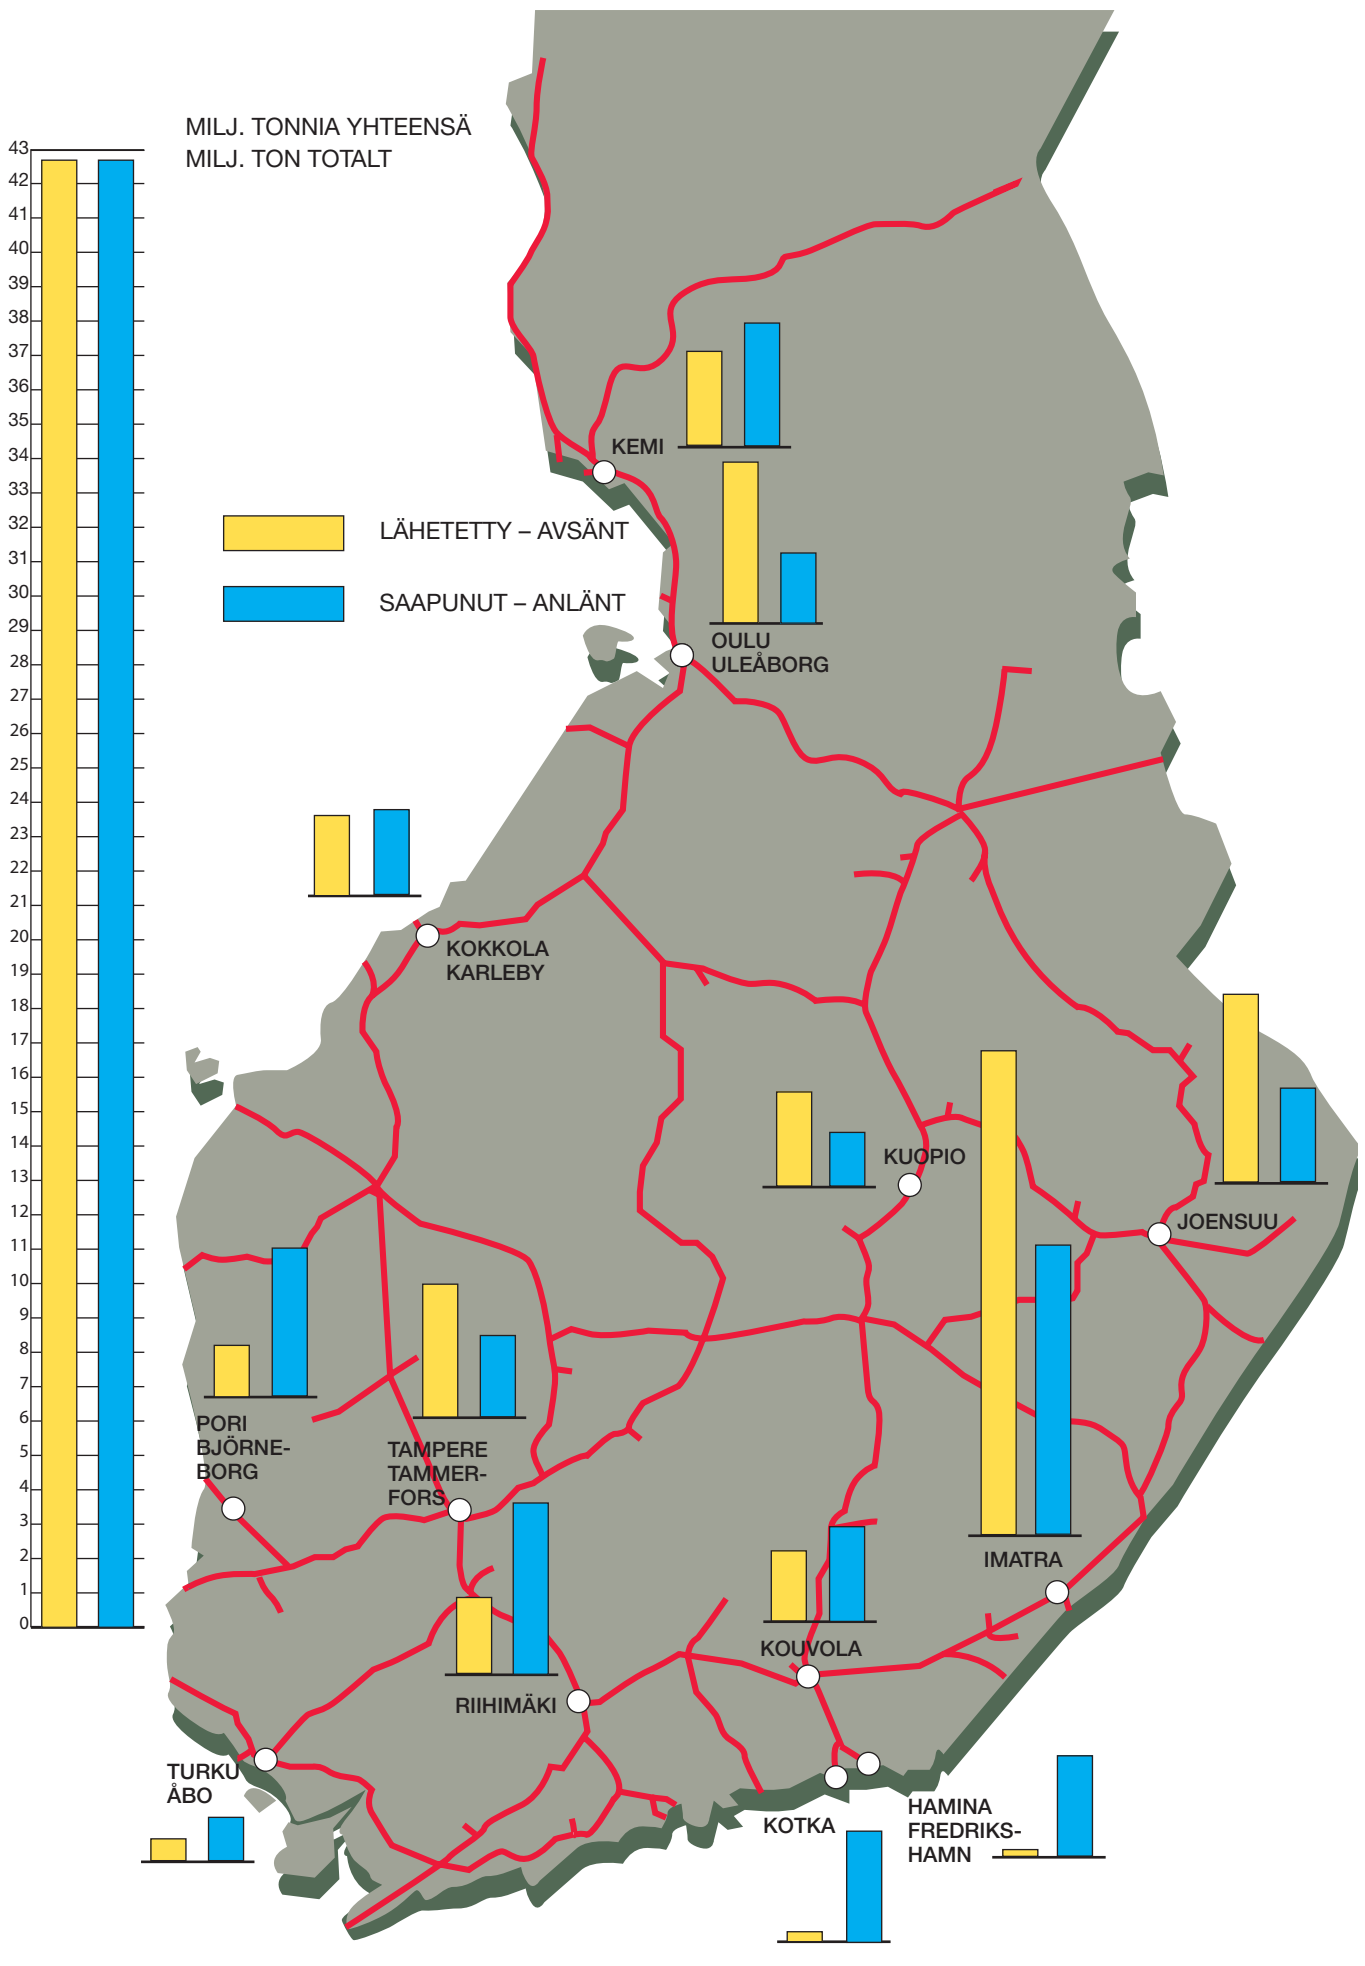 MILJ. TONNIA YHTEENSÄ
MILJ. TON TOTALT
43
42
41
40
39
38
37
36
35
34
33
32
31
30
29
28
27
26
25
24
23
22
21
20
19
18
17
16
15
14
13
12
11
10
9
8
7
6
5
4
3
2
1
0
LÄHETETTY – AVSÄNT
SAAPUNUT – ANLÄNT
KEMI
OULU
ULEÅBORG
KOKKOLA
KARLEBY
KUOPIO
JOENSUU
PORI
BJÖRNE-
BORG
TAMPERE
TAMMER-
FORS
IMATRA
KOUVOLA
RIIHIMÄKI
TURKU
ÅBO
KOTKA
HAMINA
FREDRIKS-
HAMN